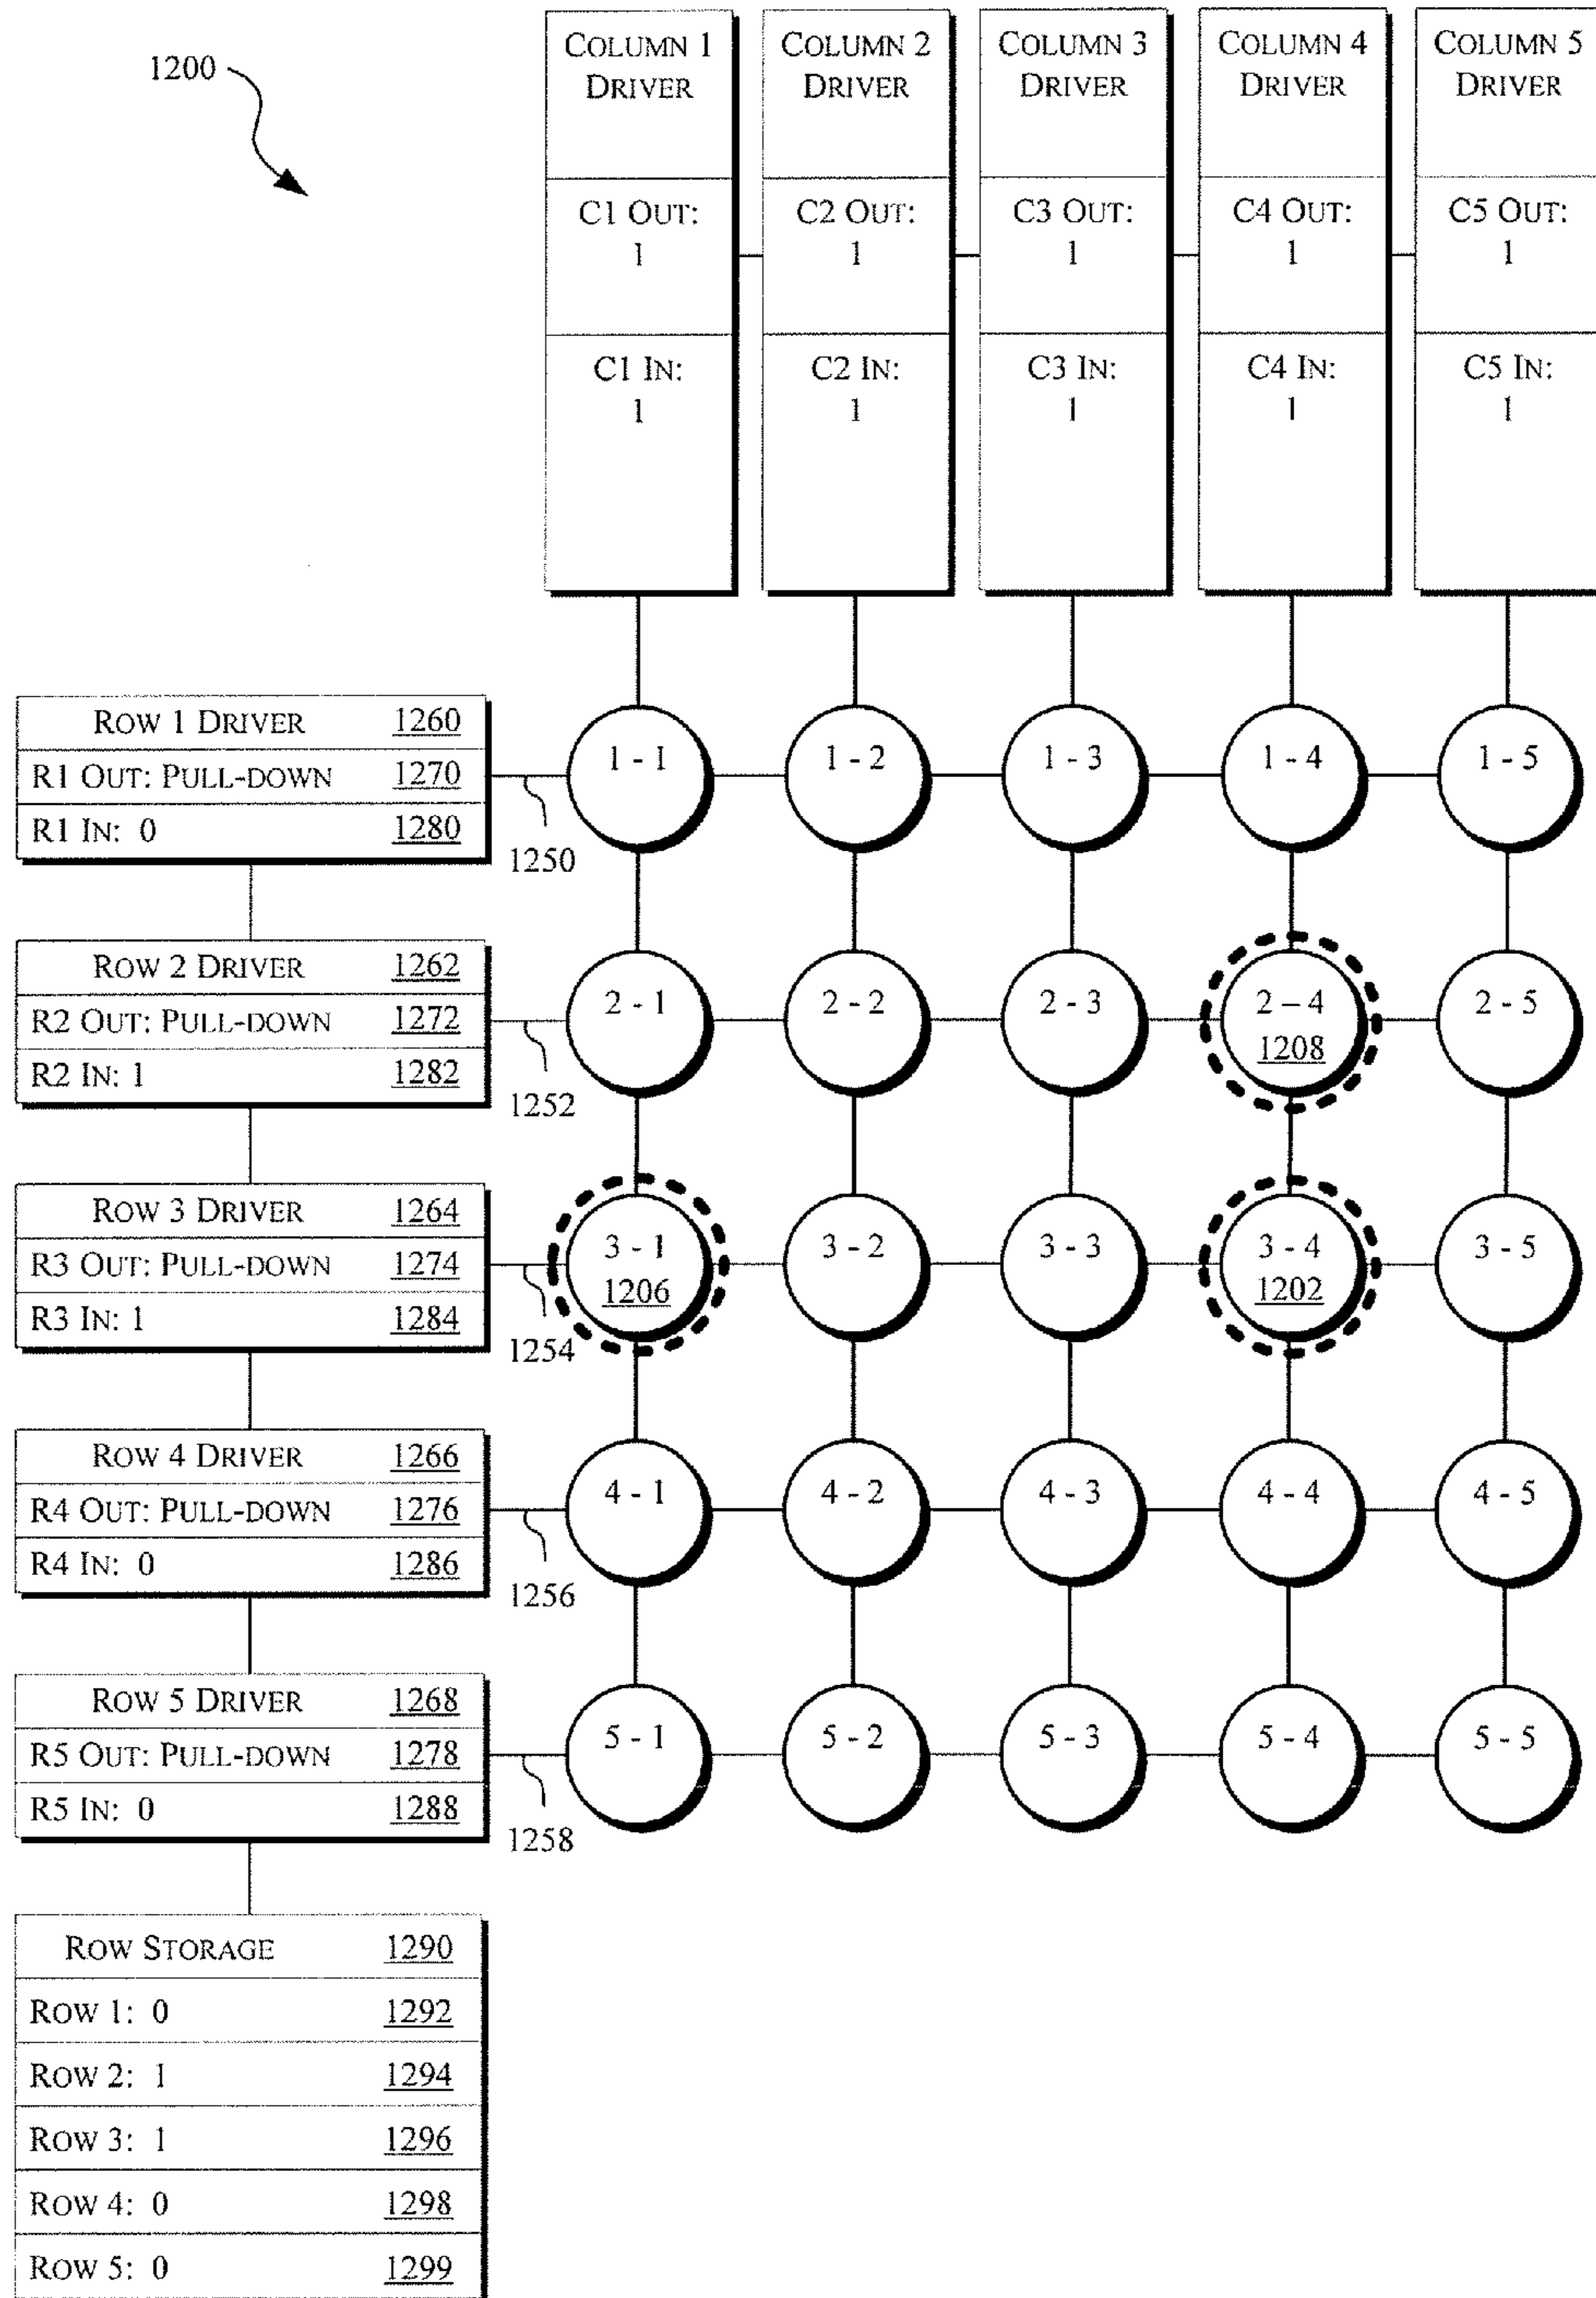 1200
COLUMN 1 DRIVER
C1 OUT:
1
C1 IN:
1
COLUMN 2 DRIVER
C2 OUT:
1
C2 IN:
1
COLUMN 3 DRIVER
C3 OUT:
1
C3 IN:
1
COLUMN 4 DRIVER
C4 OUT:
1
C4 IN:
1
COLUMN 5 DRIVER
C5 OUT:
1
C5 IN:
1
ROW 1 DRIVER 1260
R1 OUT: PULL-DOWN 1270
R1 IN: 0 1280
1250
1 - 1
1 - 2
1 - 3
1 - 4
1 - 5
ROW 2 DRIVER 1262
R2 OUT: PULL-DOWN 1272
R2 IN: 1 1282
1252
2 - 1
2 - 2
2 - 3
2 – 4
1208
2 - 5
ROW 3 DRIVER 1264
R3 OUT: PULL-DOWN 1274
R3 IN: 1 1284
1254
3 - 1
1206
3 - 2
3 - 3
3 - 4
1202
3 - 5
ROW 4 DRIVER 1266
R4 OUT: PULL-DOWN 1276
R4 IN: 0 1286
1256
4 - 1
4 - 2
4 - 3
4 - 4
4 - 5
ROW 5 DRIVER 1268
R5 OUT: PULL-DOWN 1278
R5 IN: 0 1288
1258
5 - 1
5 - 2
5 - 3
5 - 4
5 - 5
ROW STORAGE 1290
ROW 1: 0 1292
ROW 2: 1 1294
ROW 3: 1 1296
ROW 4: 0 1298
ROW 5: 0 1299